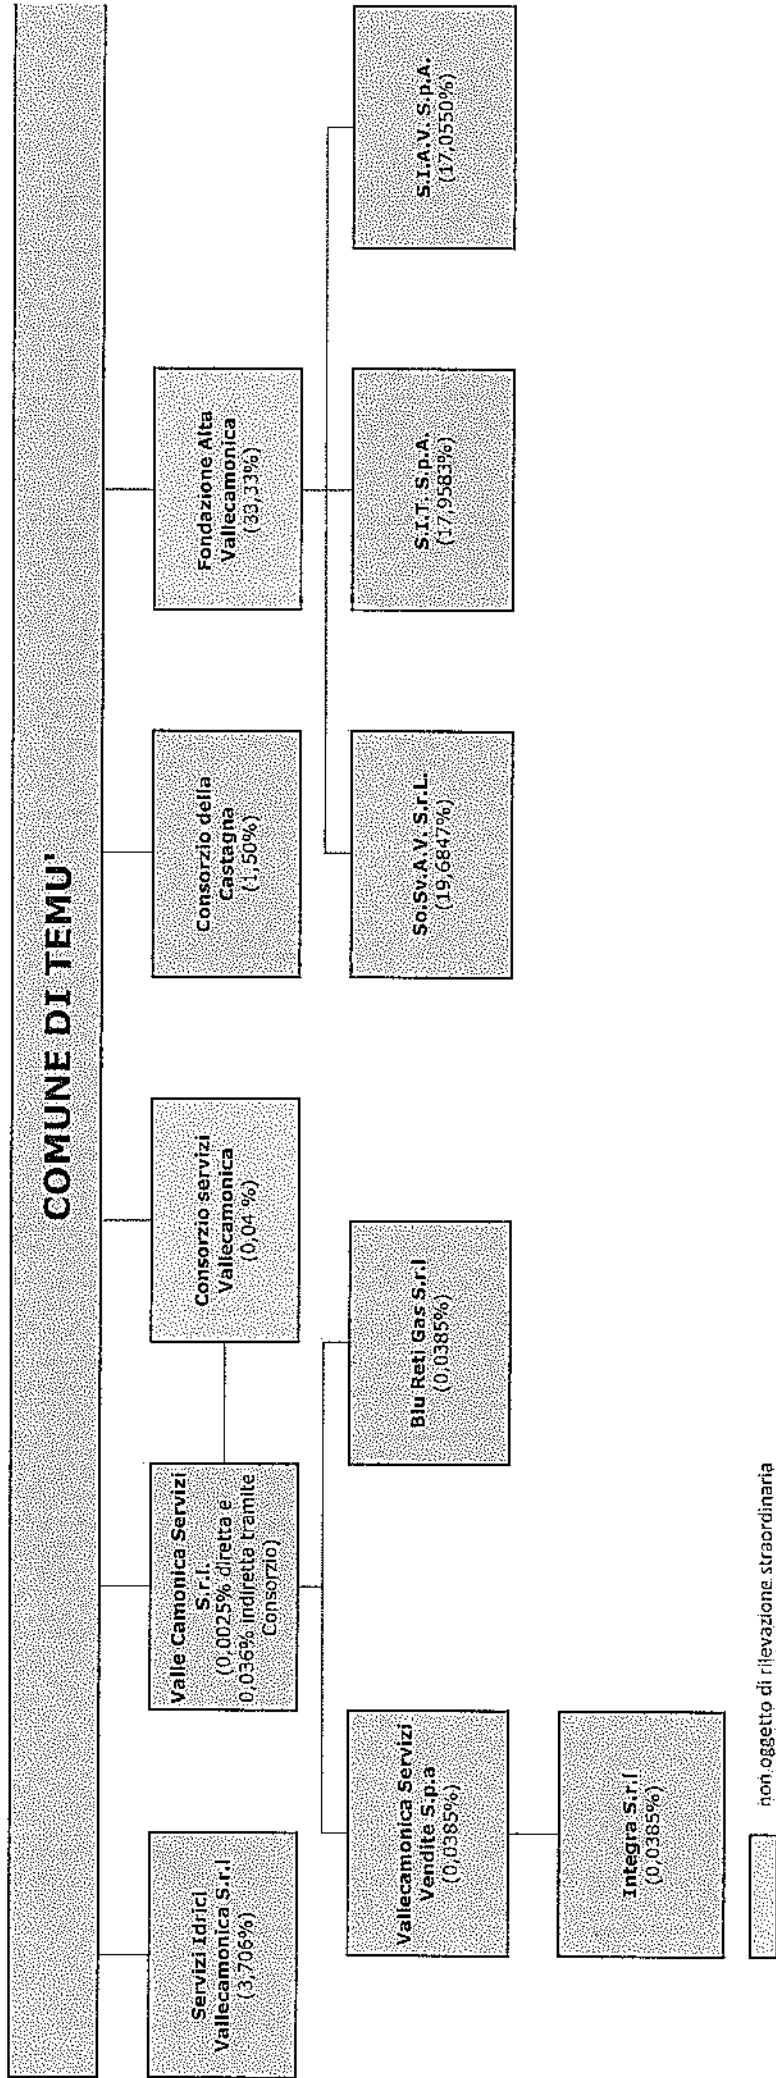 COMUNE DI TEMU'
Servizi Idrici
Vallecamonica S.r.l
(3,706%)
Valle Camonica Servizi
S.r.l.
(0,0025% diretta e
0,036% indiretta tramite
Consorzio)
Consorzio servizi
Vallecamonica
(0,04 %)
Consorzio della
Castagna
(1,50%)
Fondazione Alta
Vallecamonica
(33,33%)
Vallecamonica Servizi
Vendite S.p.a
(0,0385%)
Blu Reti Gas S.r.l
(0,0385%)
So.Sv.A.V. S.r.L.
(19,6847%)
S.I.T. S.p.A.
(17,9583%)
S.I.A.V. S.p.A.
(17,0550%)
Integra S.r.l
(0,0385%)
non oggetto di rilevazione straordinaria